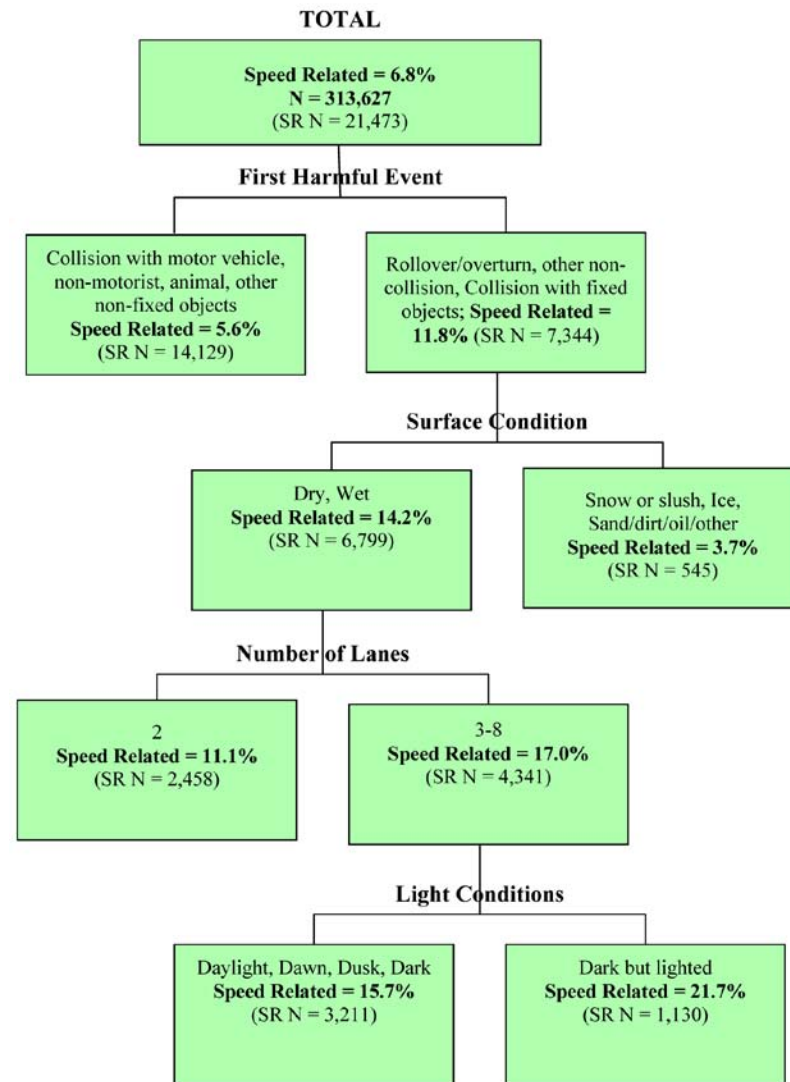 TOTAL
Speed Related = 6.8%
N = 313,627
(SR N = 21,473)
First Harmful Event
Collision with motor vehicle,
non-motorist, animal, other
non-fixed objects
Speed Related = 5.6%
(SR N = 14,129)
Rollover/overturn, other non-
collision, Collision with fixed
objects; Speed Related =
11.8% (SR N = 7,344)
Surface Condition
Dry, Wet
Speed Related = 14.2%
(SR N = 6,799)
Snow or slush, Ice,
Sand/dirt/oil/other
Speed Related = 3.7%
(SR N = 545)
Number of Lanes
2
Speed Related = 11.1%
(SR N = 2,458)
3-8
Speed Related = 17.0%
(SR N = 4,341)
Light Conditions
Daylight, Dawn, Dusk, Dark
Speed Related = 15.7%
(SR N = 3,211)
Dark but lighted
Speed Related = 21.7%
(SR N = 1,130)